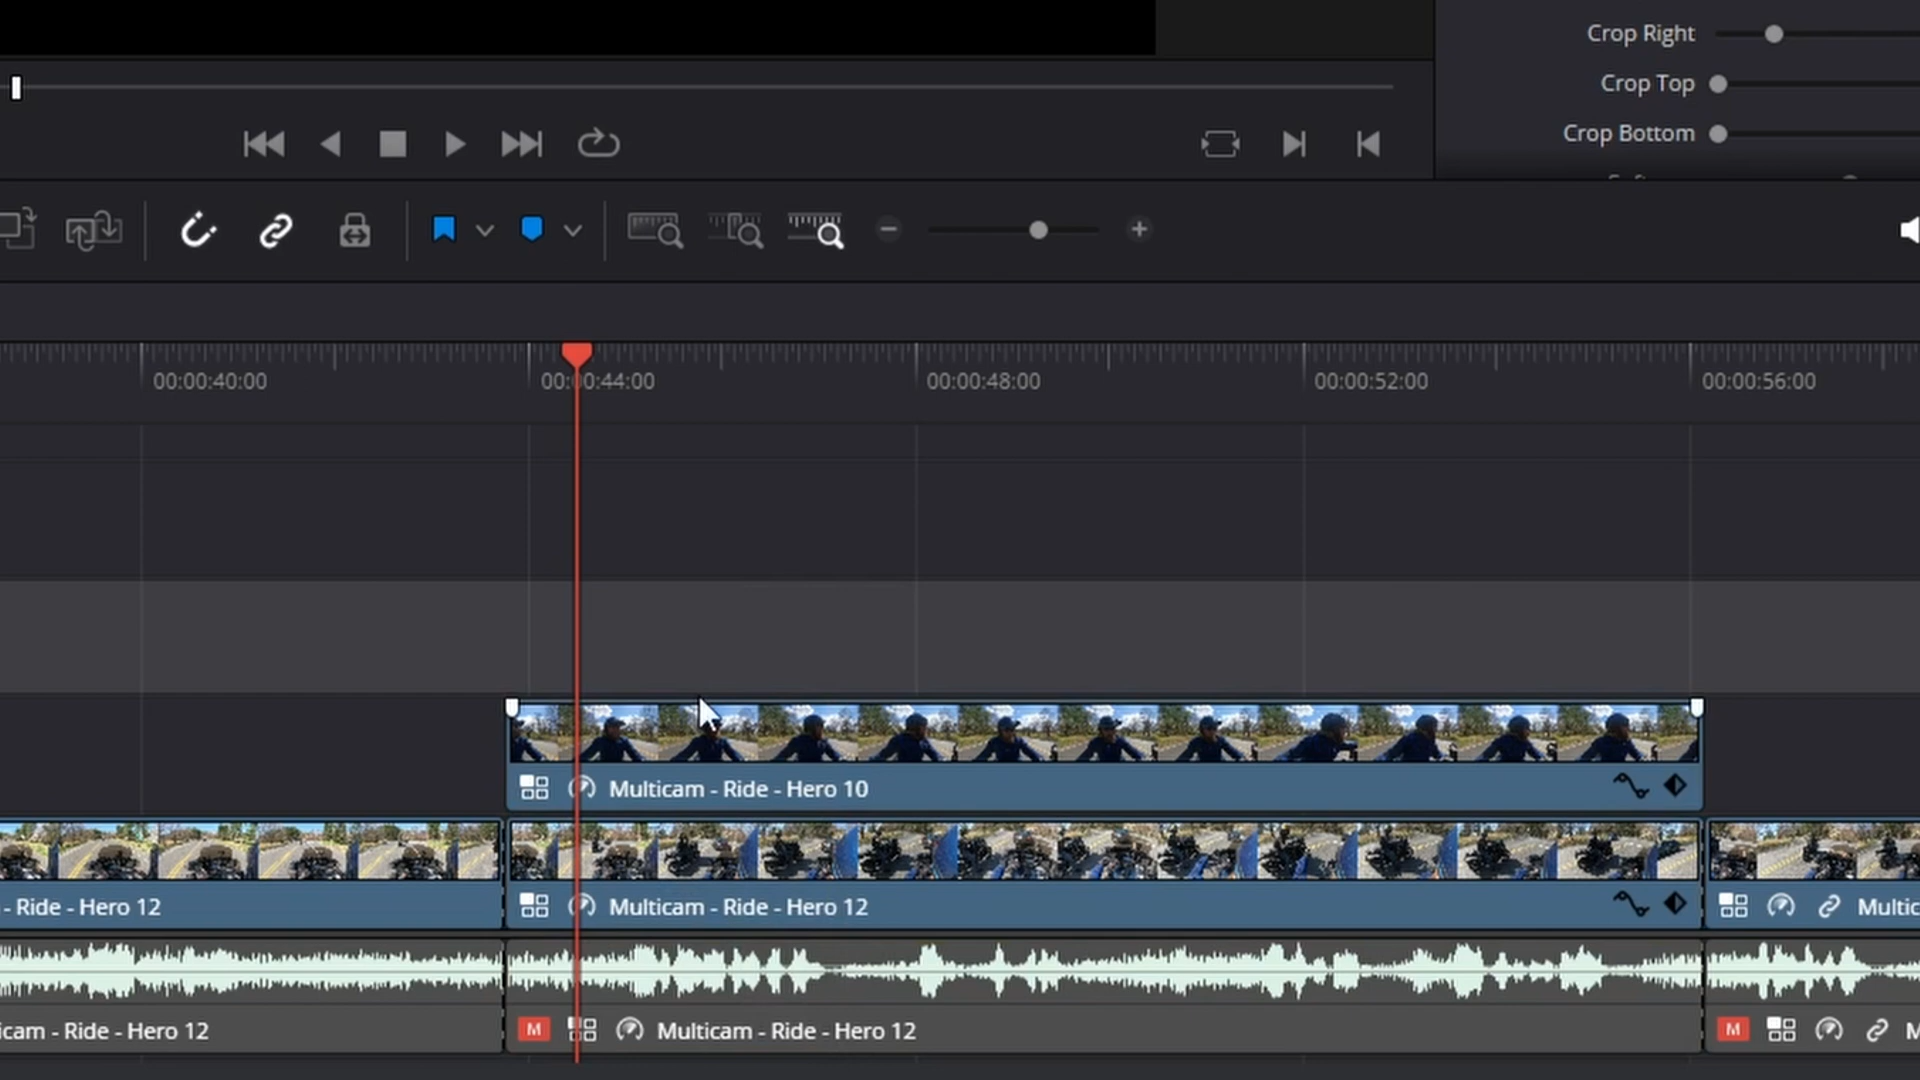 Crop Right
Crop Top
Crop Bottom
00:00:40:00
00:00:44:00
00:00:48:00
00:00:52:00
00:00:56:00
Multicam - Ride - Hero 10
- Ride - Hero 12
Multicam - Ride - Hero 12
Multic
icam - Ride - Hero 12
M
Multicam - Ride - Hero 12
M
M